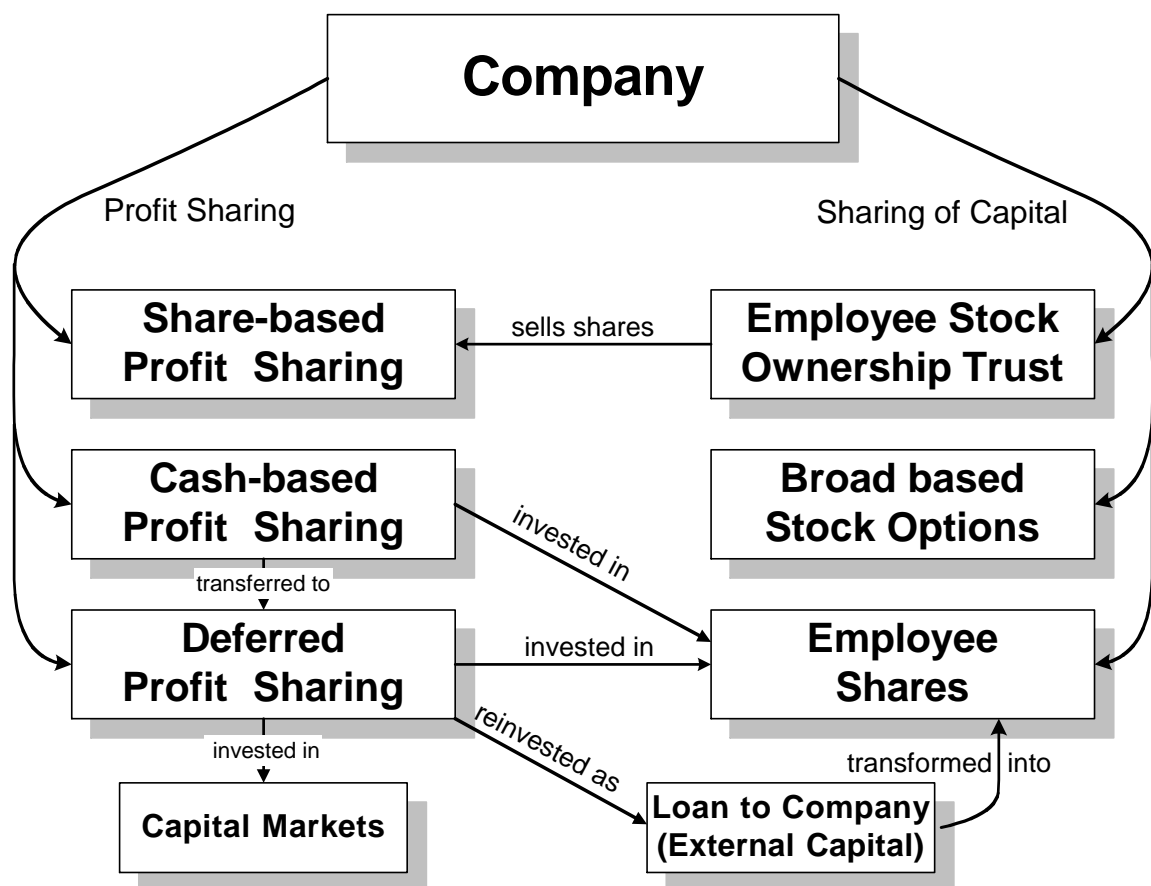 Company
Profit Sharing
Sharing of Capital
Share-based
Profit Sharing
sells shares
Employee Stock
Ownership Trust
Cash-based
Profit Sharing
invested in
Broad based
Stock Options
transferred to
Deferred
Profit Sharing
invested in
Employee
Shares
invested in
reinvested as
transformed into
Capital Markets
Loan to Company
(External Capital)